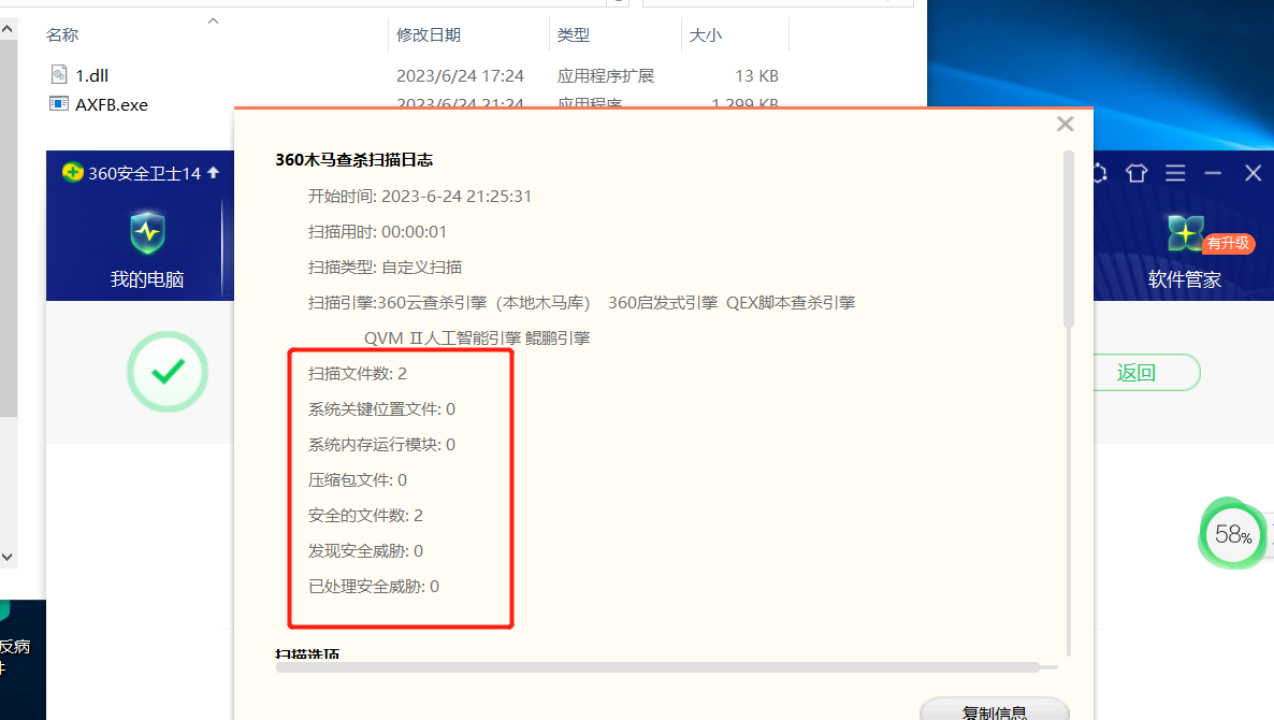 名称 修改日期 类型 大小
1.dll 2023/6/24 17:24 应用程序扩展 13 KB
AXFB.exe 2023/6/24 21:24 应用程序 1,299 KB
360安全卫士14
我的电脑
360木马查杀扫描日志
开始时间: 2023-6-24 21:25:31
扫描用时: 00:00:01
扫描类型: 自定义扫描
扫描引擎:360云查杀引擎（本地木马库） 360启发式引擎 QEX脚本查杀引擎
QVM Ⅱ人工智能引擎 鲲鹏引擎
扫描文件数: 2
系统关键位置文件: 0
系统内存运行模块: 0
压缩包文件: 0
安全的文件数: 2
发现安全威胁: 0
已处理安全威胁: 0
扫描选项
复制信息
有升级
软件管家
返回
58%
反病